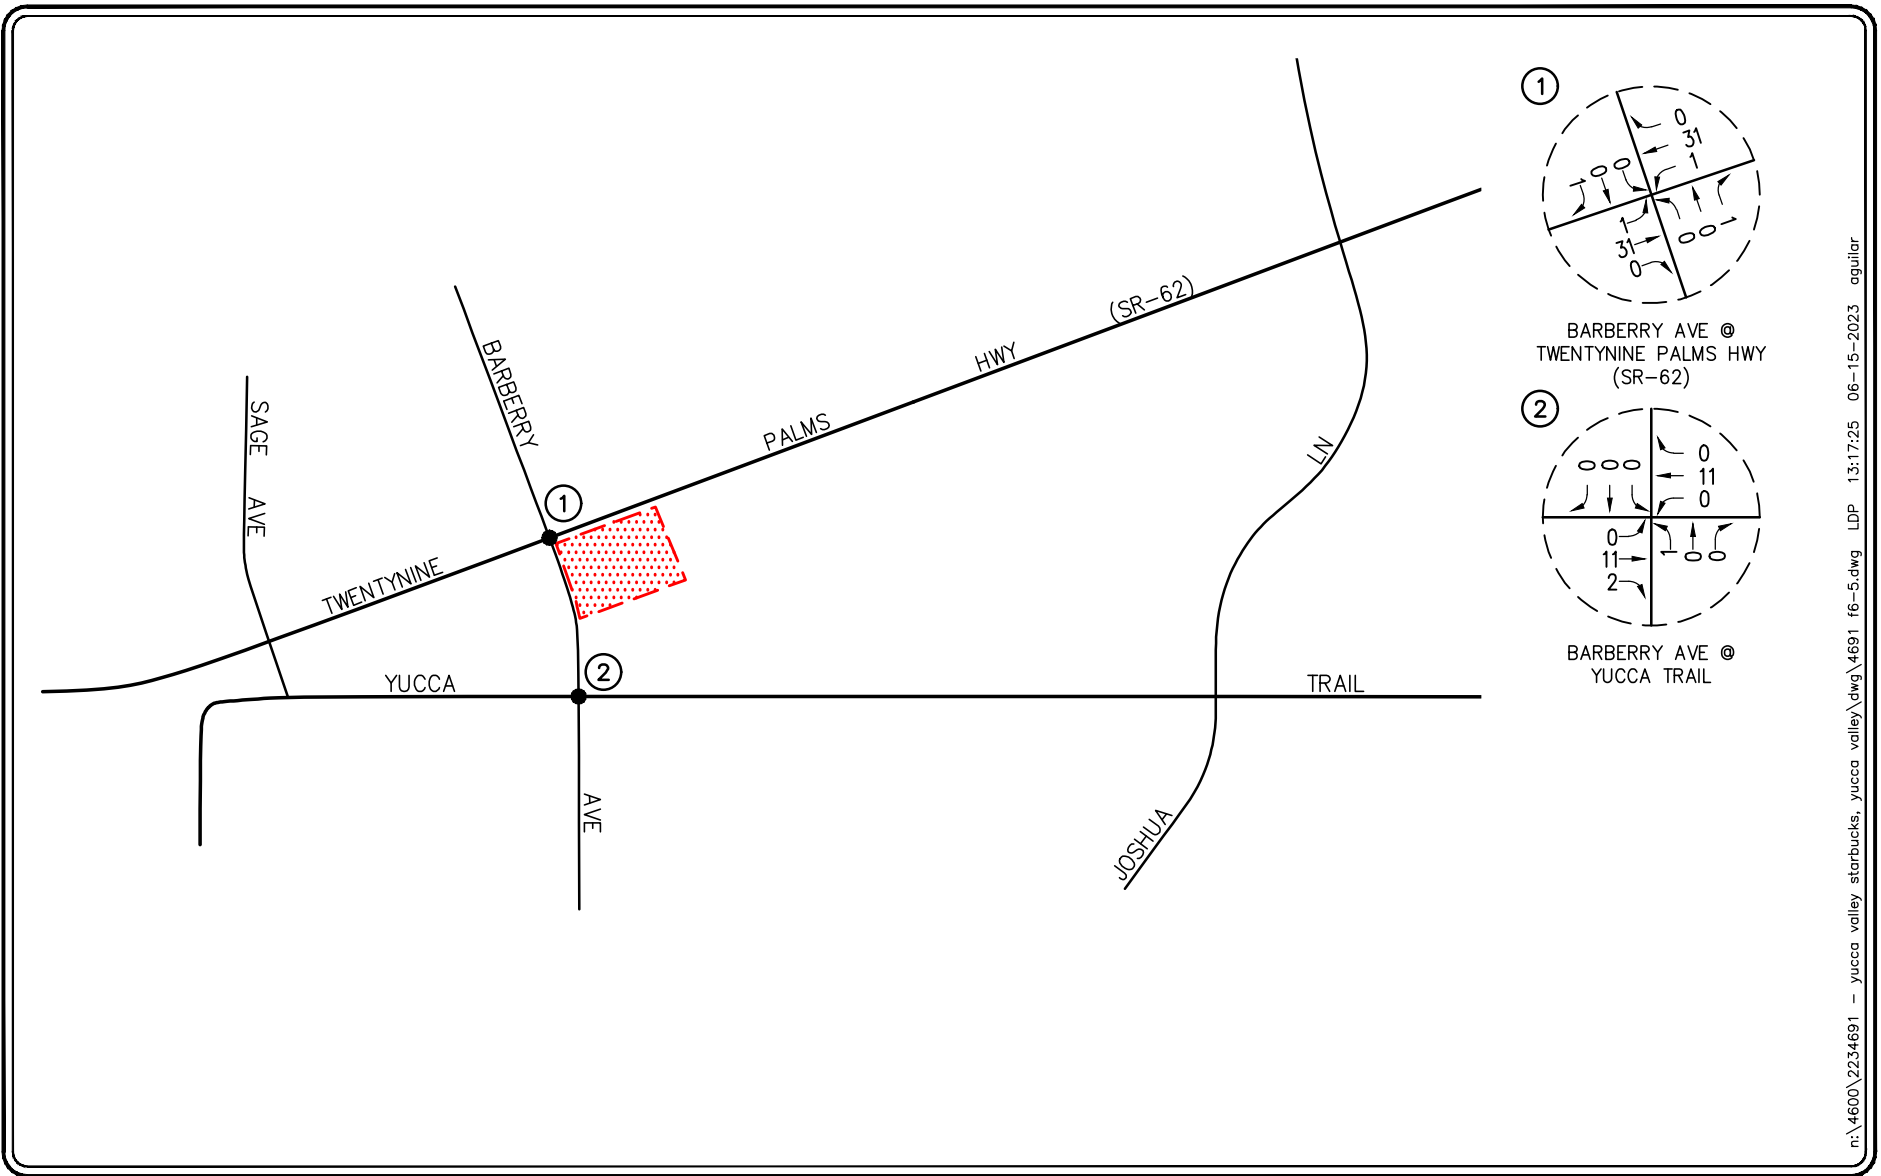 SAGE AVE
BARBERRY
AVE
TWENTYNINE PALMS HWY (SR-62)
YUCCA TRAIL
JOSHUA LN
1
2
1
0
31
1
1 0 0
1
31
0
0 0 1
BARBERRY AVE @
TWENTYNINE PALMS HWY
(SR-62)
2
0
11
0
0 0 0
0
11
2
1 0 0
BARBERRY AVE @
YUCCA TRAIL
n:\4600\2234691 - yucca valley starbucks, yucca valley\dwg\4691 f6-5.dwg LDP 13:17:25 06-15-2023 aguilar